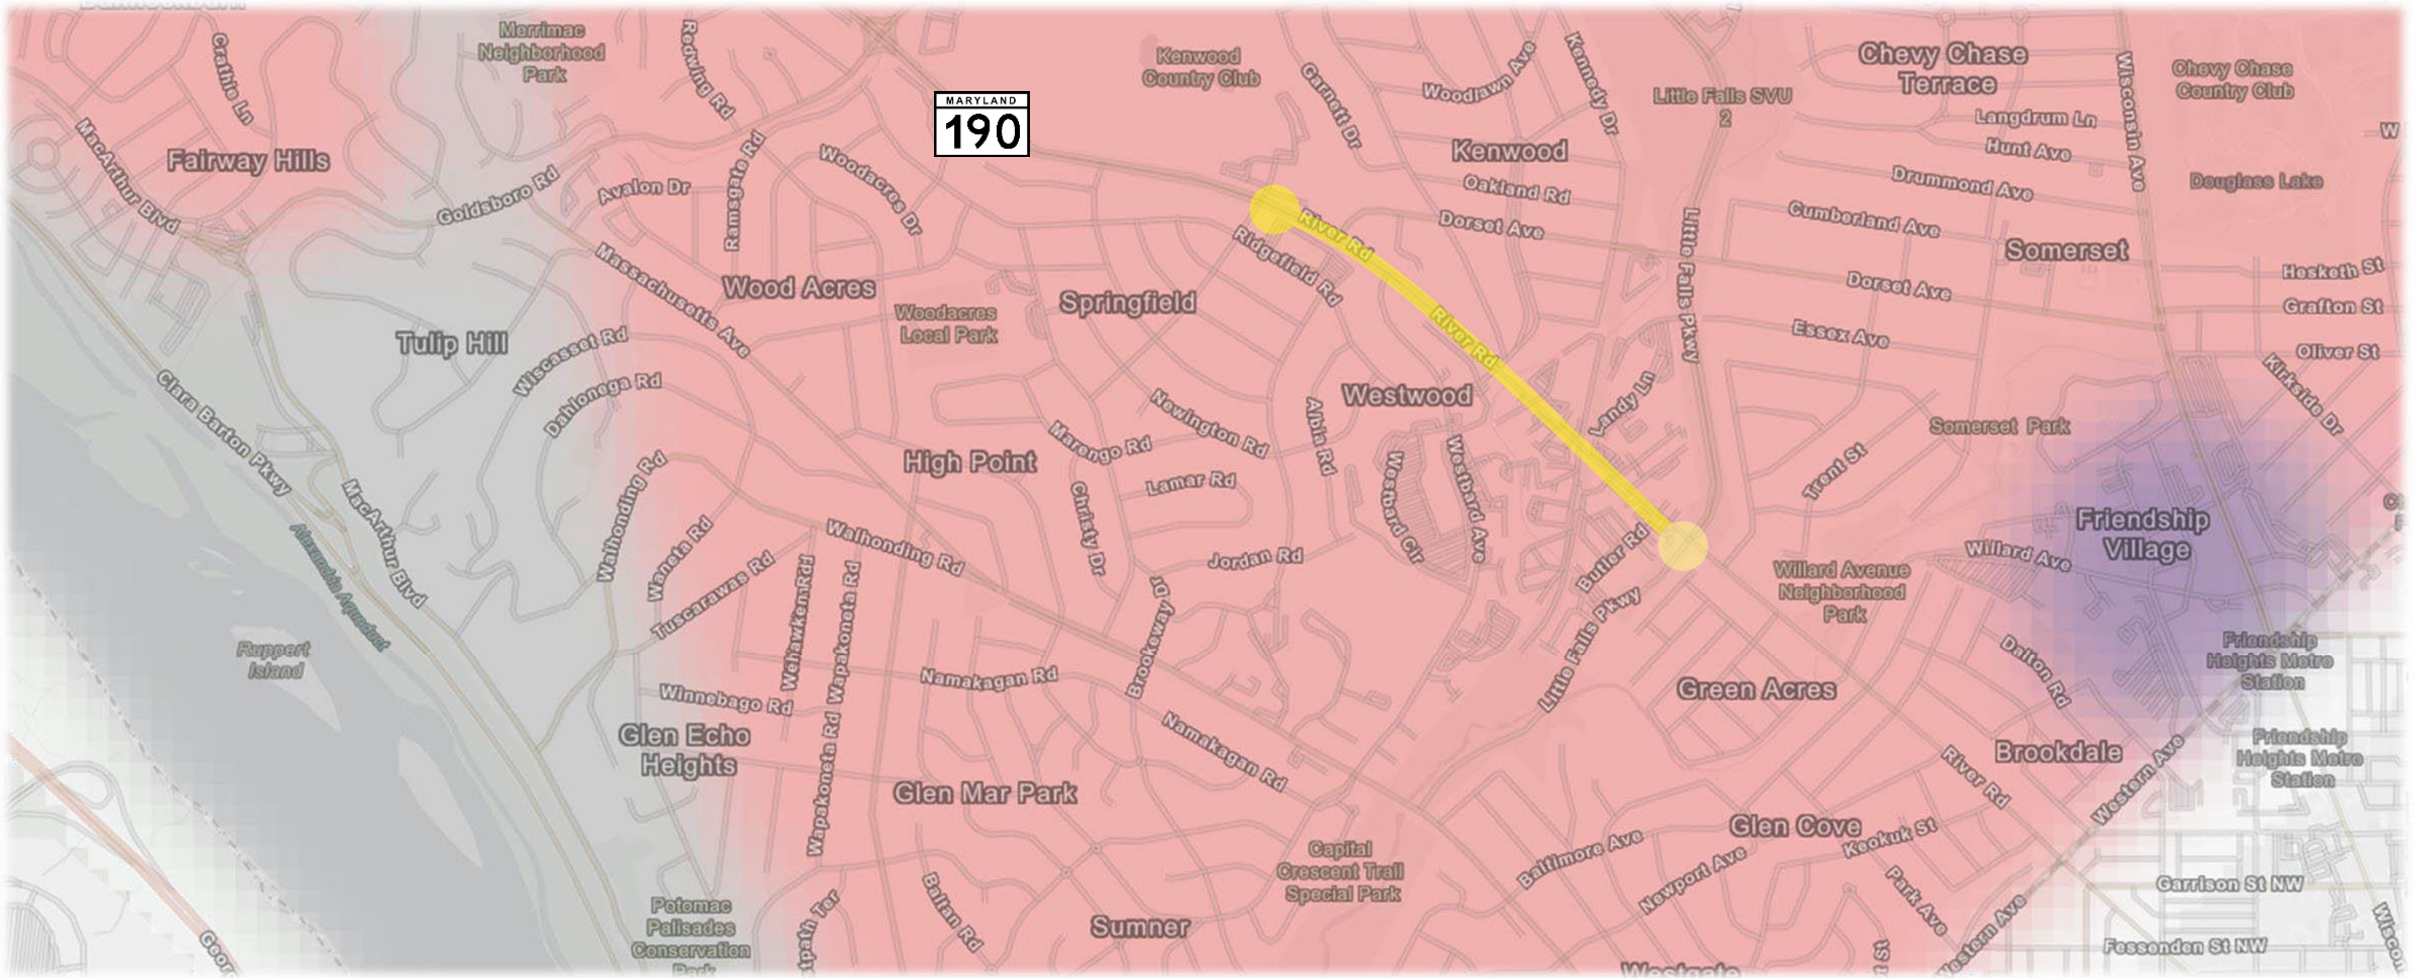 Merrimac
Neighborhood
Park
Crathie Ln
Redwing Rd
Kenwood
Country Club
Garnett Dr
Woodlawn Ave
Kennedy Dr
Little Falls SVU
2
Chevy Chase
Terrace
Langdrum Ln
Hunt Ave
Wisconsin Ave
Chevy Chase
Country Club
W
MARYLAND
190
MacArthur Blvd
Fairway Hills
Goldsboro Rd
Avalon Dr
Ramsgate Rd
Woodacres Dr
Kenwood
Oakland Rd
Dorset Ave
Drummond Ave
Cumberland Ave
Douglass Lake
Somerset
Hesketh St
Grafton St
Oliver St
Kirkside Dr
River Rd
Ridgefield Rd
Little Falls Pkwy
Dorset Ave
Essex Ave
Massachusetts Ave
Wood Acres
Woodacres
Local Park
Springfield
River Rd
Tulip Hill
Wiscasset Rd
Dahlonega Rd
Clara Barton Pkwy
Westwood
Landy Ln
Newington Rd
Albia Rd
Marengo Rd
High Point
Lamar Rd
Westbard Cir
Westbard Ave
Somerset Park
Trent St
Friendship
Village
Willard Ave
MacArthur Blvd
Alexandria Aqueduct
Walhonding Rd
Waneta Rd
Tuscarawas Rd
Walhonding Rd
Christy Dr
Jordan Rd
Butler Rd
Little Falls Pkwy
Willard Avenue
Neighborhood
Park
Ruppert
Island
Wehawken Rd
Wapakoneta Rd
Brooksway Dr
Namakagan Rd
Winnebago Rd
Green Acres
Dalton Rd
Friendship
Heights Metro
Station
Glen Echo
Heights
Wapakoneta Rd
Namakagan Rd
Glen Mar Park
River Rd
Brookdale
Western Ave
Friendship
Heights Metro
Station
Glen Cove
Keokuk St
Baltimore Ave
Newport Ave
Park Ave
Capital
Crescent Trail
Special Park
Potomac
Palisades
Conservation
Park
tpath Ter
Baltan Rd
Sumner
Westgate
Western Ave
Garrison St NW
Fessenden St NW
Wiscon
Geor